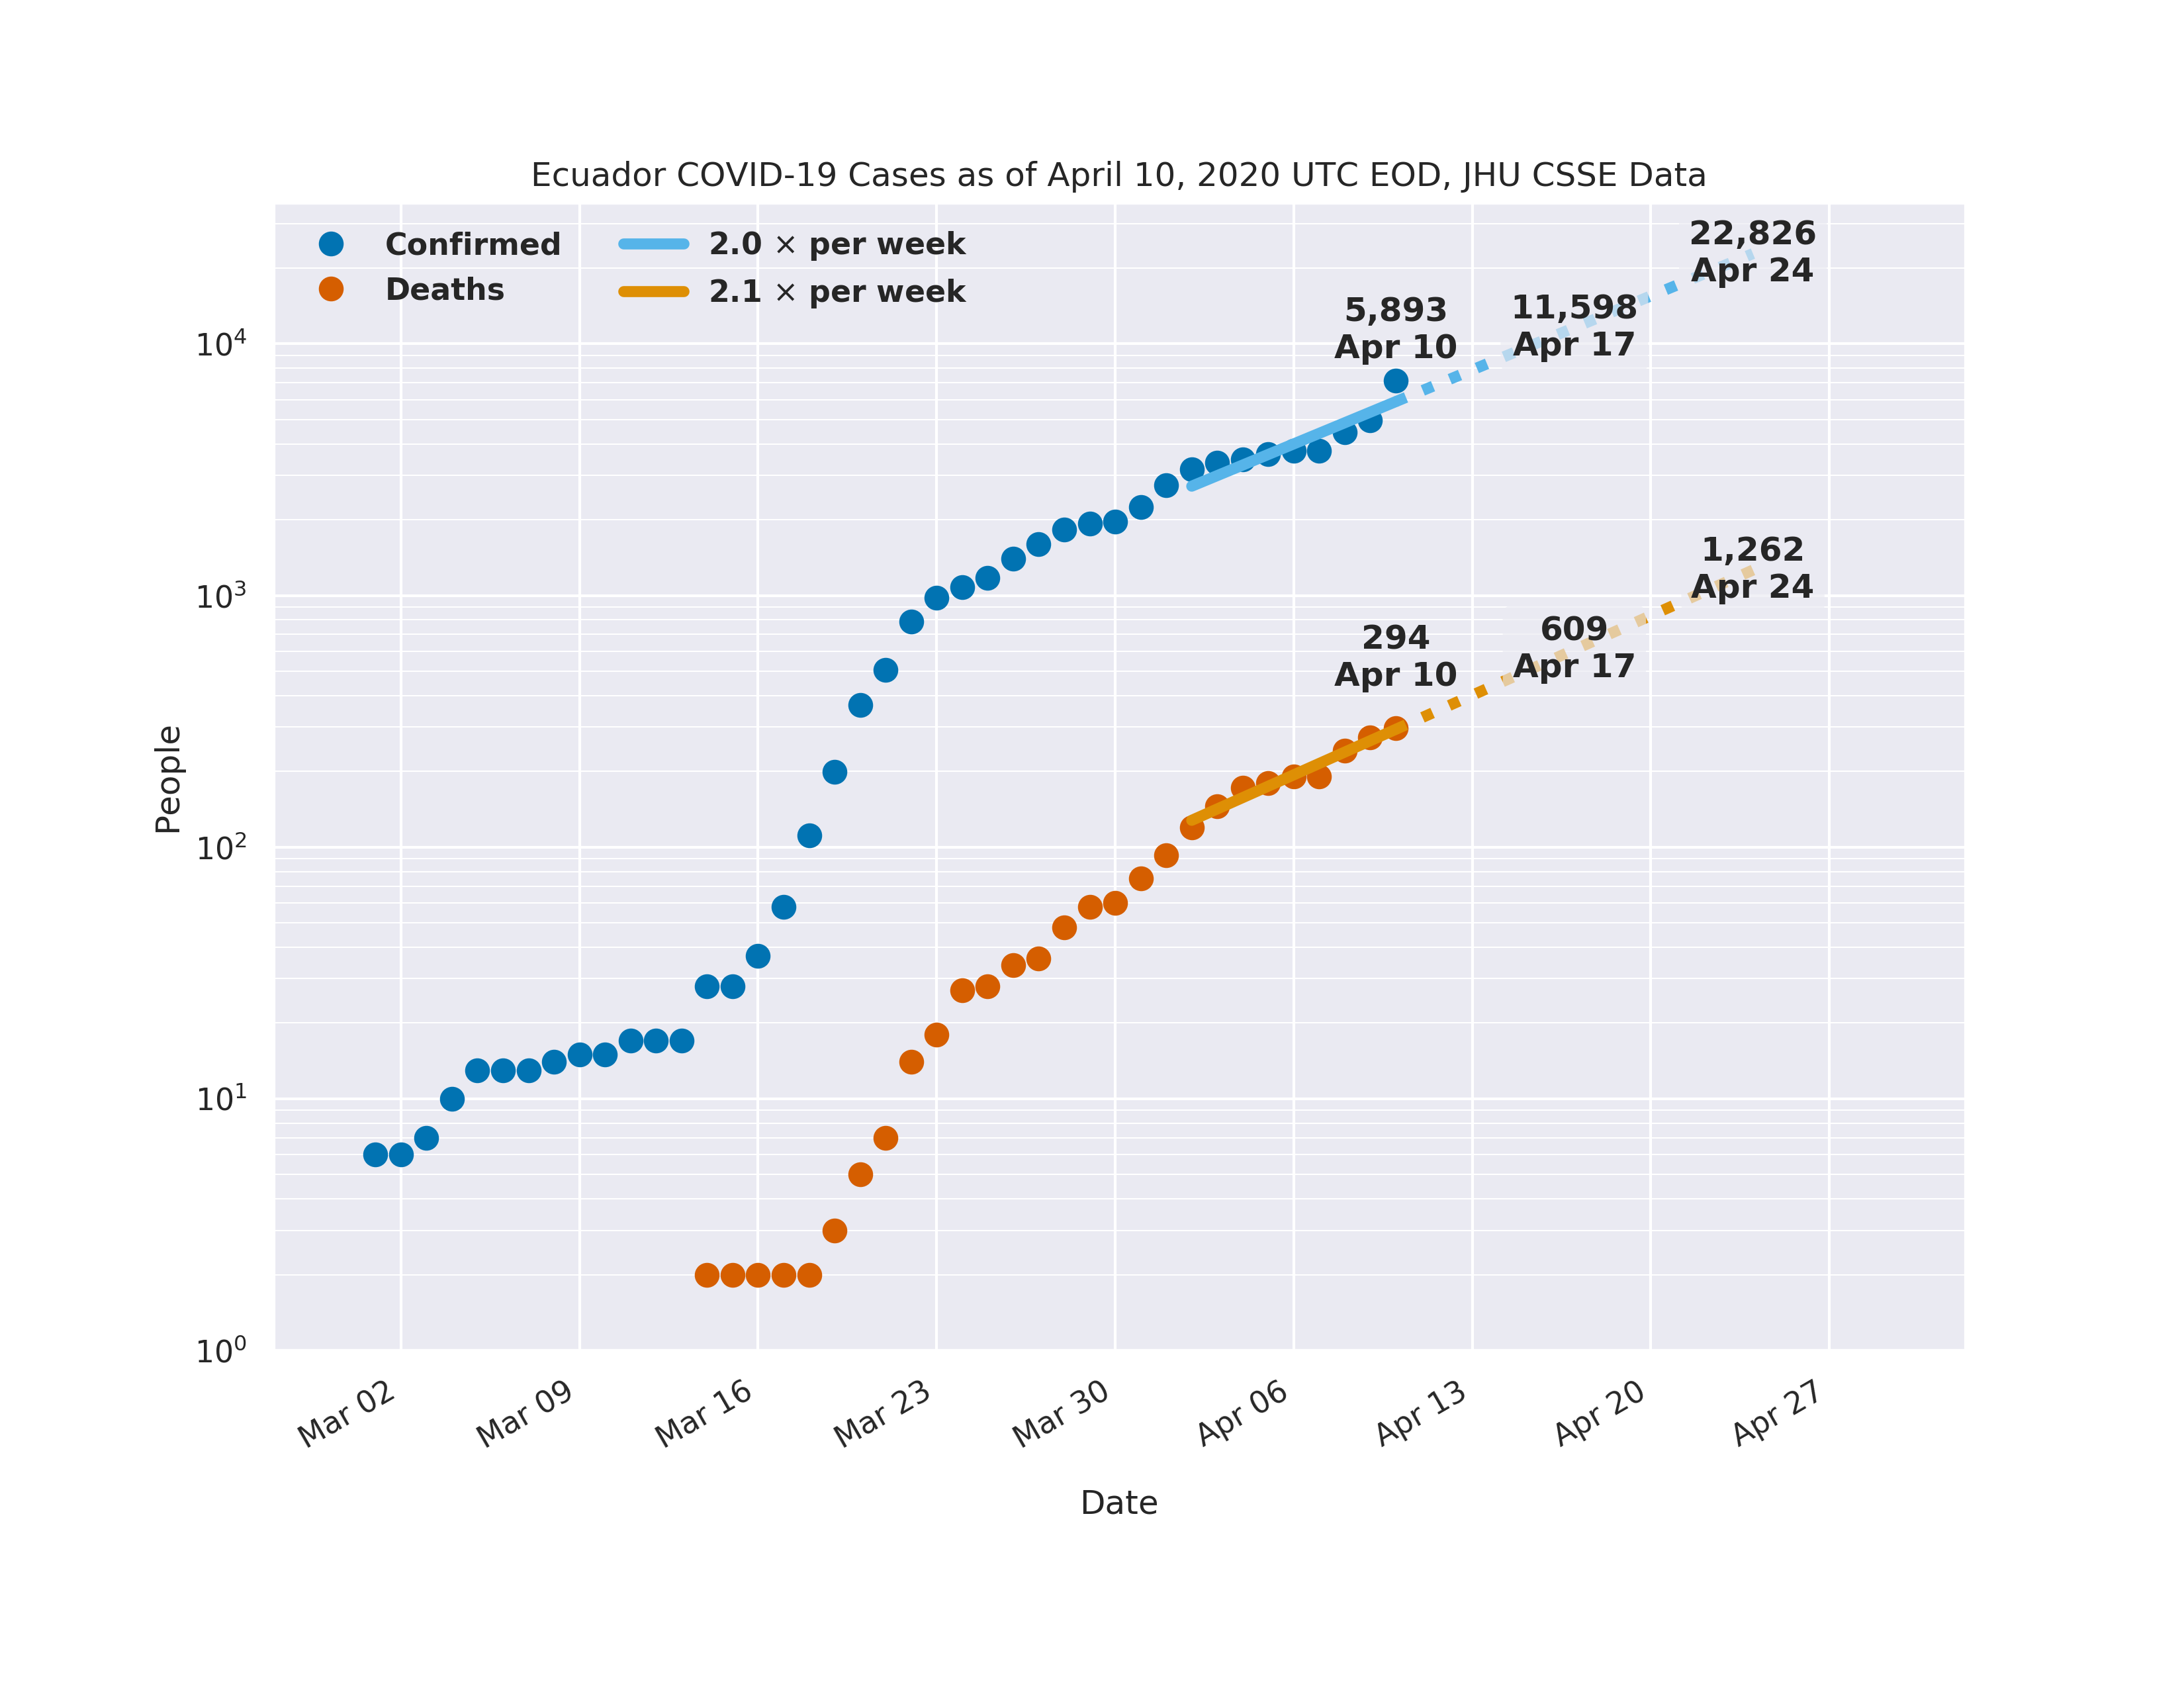 Ecuador COVID-19 Cases as of April 10, 2020 UTC EOD, JHU CSSE Data
Confirmed
Deaths
2.0 × per week
2.1 × per week
22,826
Apr 24
5,893
Apr 10
11,598
Apr 17
1,262
Apr 24
294
Apr 10
609
Apr 17
People
10⁴
10³
10²
10¹
10⁰
Mar 02
Mar 09
Mar 16
Mar 23
Mar 30
Apr 06
Apr 13
Apr 20
Apr 27
Date